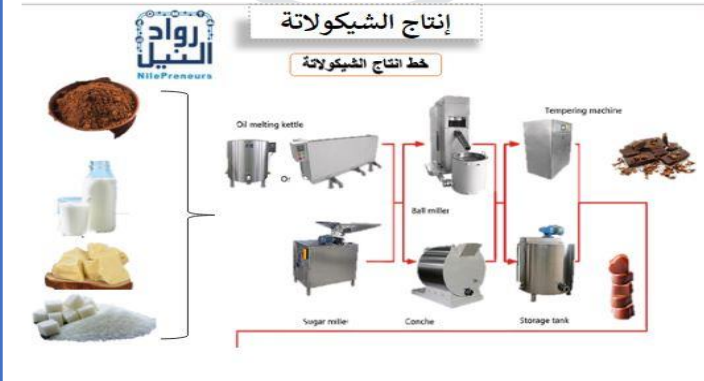 إنتاج الشيكولاتة
رواد
النيل
NilePreneurs
خط انتاج الشيكولاتة
Oil melting kettle
Or
Tempering machine
Ball miller
Sugar miller
Conche
Storage tank